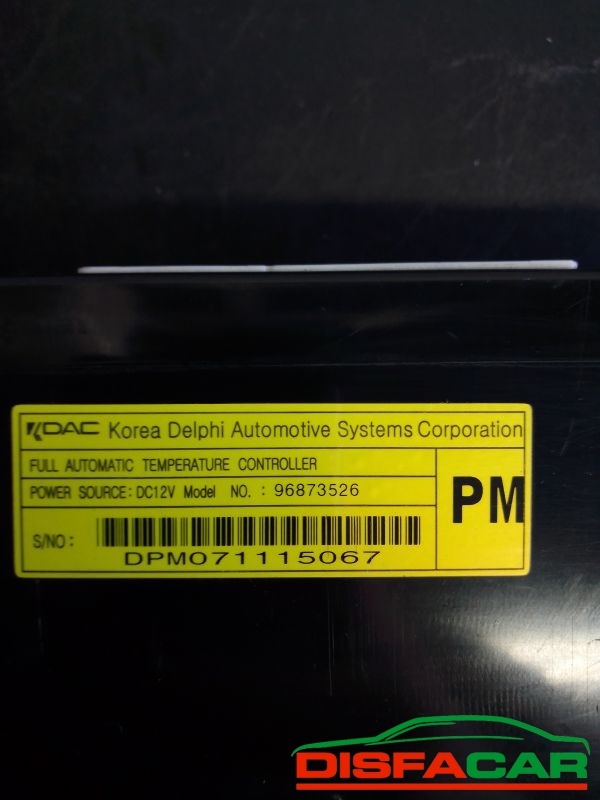 KDAC Korea Delphi Automotive Systems Corporation
FULL AUTOMATIC TEMPERATURE CONTROLLER
POWER SOURCE: DC12V Model NO. : 96873526
PM
S/NO :
DPM071115067
DISFACAR